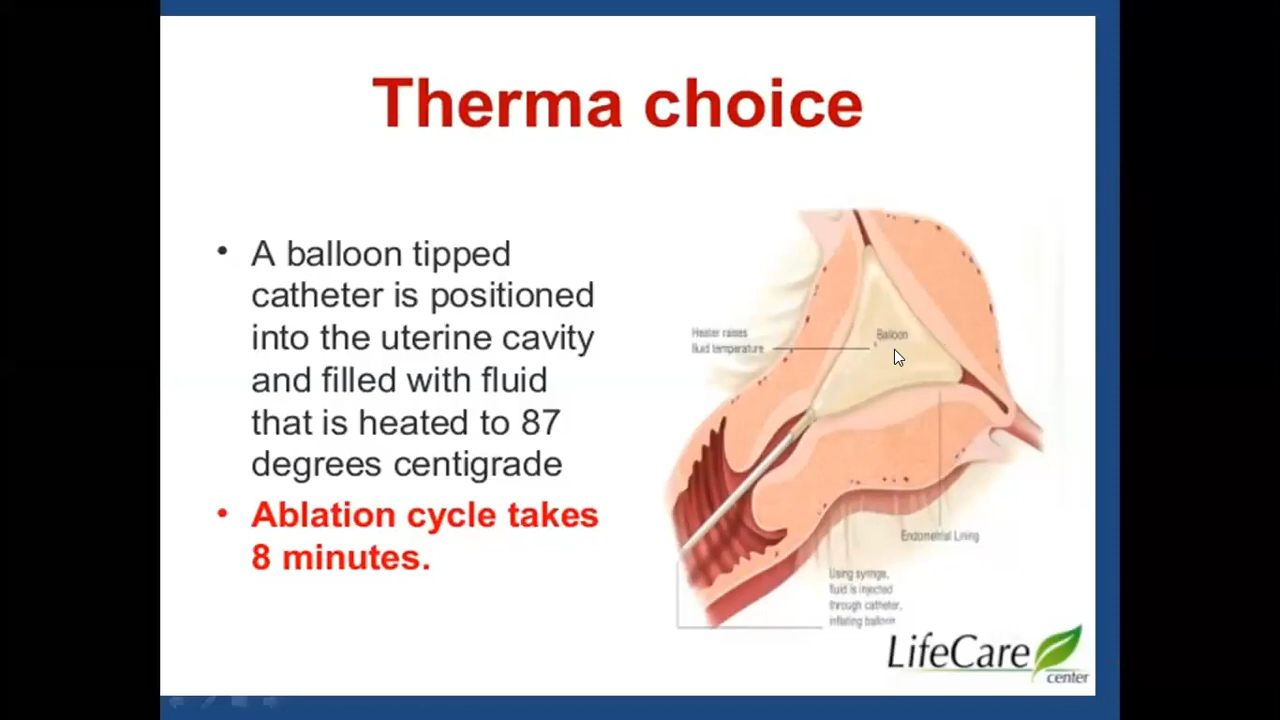 Therma choice
• A balloon tipped
catheter is positioned
into the uterine cavity
and filled with fluid
that is heated to 87
degrees centigrade
• Ablation cycle takes
8 minutes.
Heater raises
fluid temperature
Balloon
Endometrial Lining
Using syringe,
fluid is injected
through catheter,
inflating balloon
LifeCare
center